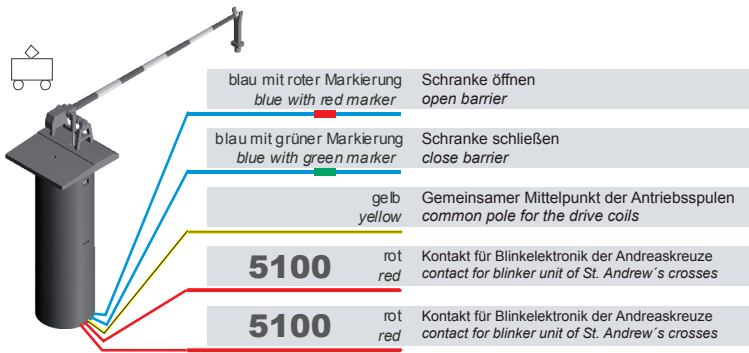 blau mit roter Markierung Schranke öffnen
blue with red marker open barrier
blau mit grüner Markierung Schranke schließen
blue with green marker close barrier
gelb Gemeinsamer Mittelpunkt der Antriebsspulen
yellow common pole for the drive coils
5100 rot Kontakt für Blinkelektronik der Andreaskreuze
red contact for blinker unit of St. Andrew´s crosses
5100 rot Kontakt für Blinkelektronik der Andreaskreuze
red contact for blinker unit of St. Andrew´s crosses